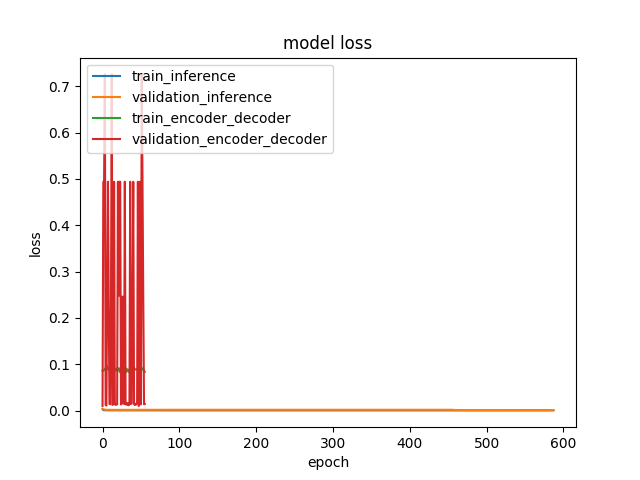 model loss
train_inference
validation_inference
train_encoder_decoder
validation_encoder_decoder
loss
0.7
0.6
0.5
0.4
0.3
0.2
0.1
0.0
0
100
200
300
400
500
600
epoch